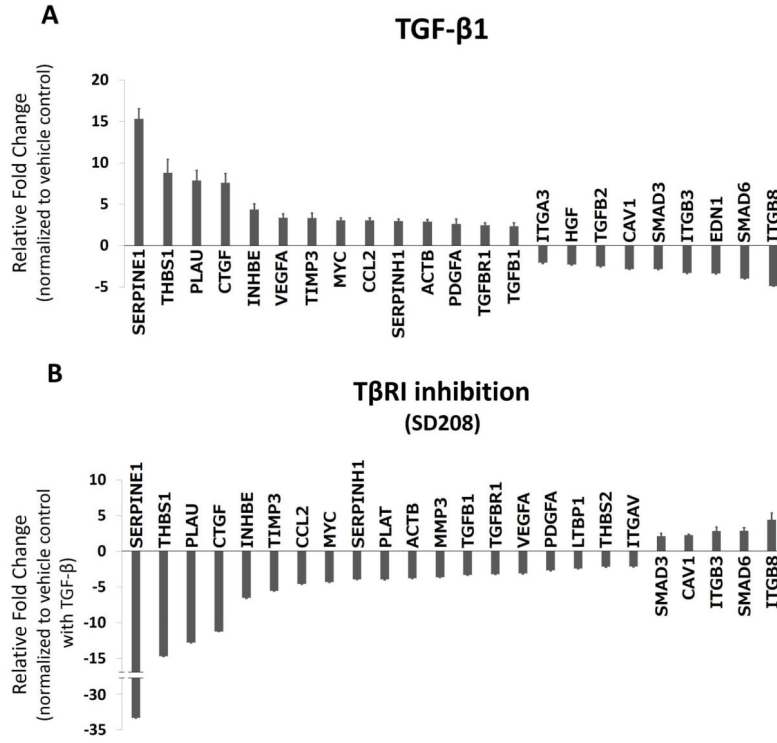 A
TGF-β1
Relative Fold Change
(normalized to vehicle control)
20
15
10
5
0
-5
SERPINE1
THBS1
PLAU
CTGF
INHBE
VEGFA
TIMP3
MYC
CCL2
SERPINH1
ACTB
PDGFA
TGFBR1
TGFB1
ITGA3
HGF
TGFB2
CAV1
SMAD3
ITGB3
EDN1
SMAD6
ITGB8
B
TβRI inhibition
(SD208)
Relative Fold Change
(normalized to vehicle control
with TGF-β)
10
5
0
-5
-10
-15
-30
-35
SERPINE1
THBS1
PLAU
CTGF
INHBE
TIMP3
CCL2
MYC
SERPINH1
PLAT
ACTB
MMP3
TGFB1
TGFBR1
VEGFA
PDGFA
LTBP1
THBS2
ITGAV
SMAD3
CAV1
ITGB3
SMAD6
ITGB8